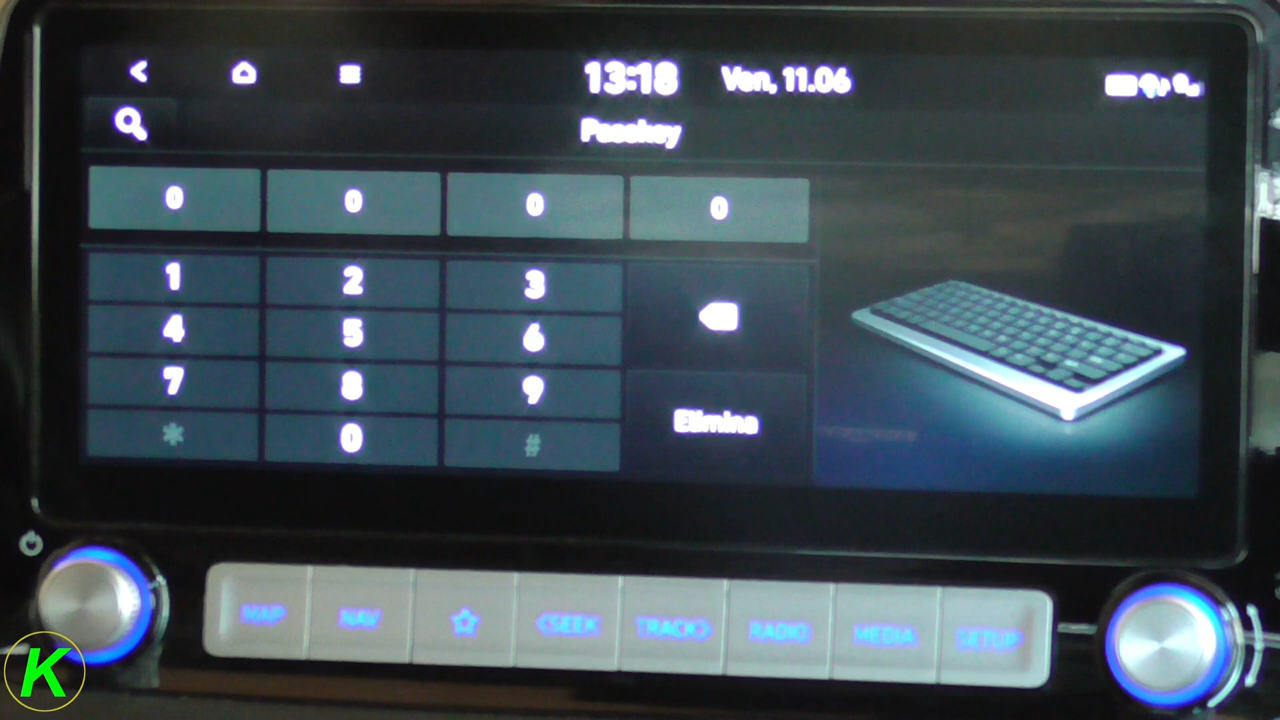 13:18 Ven, 11.06
Passkey
0 0 0 0
1 2 3
4 5 6
7 8 9
* 0 #
Elimina
MAP NAV ☆ <SEEK TRACK> RADIO MEDIA SETUP
K